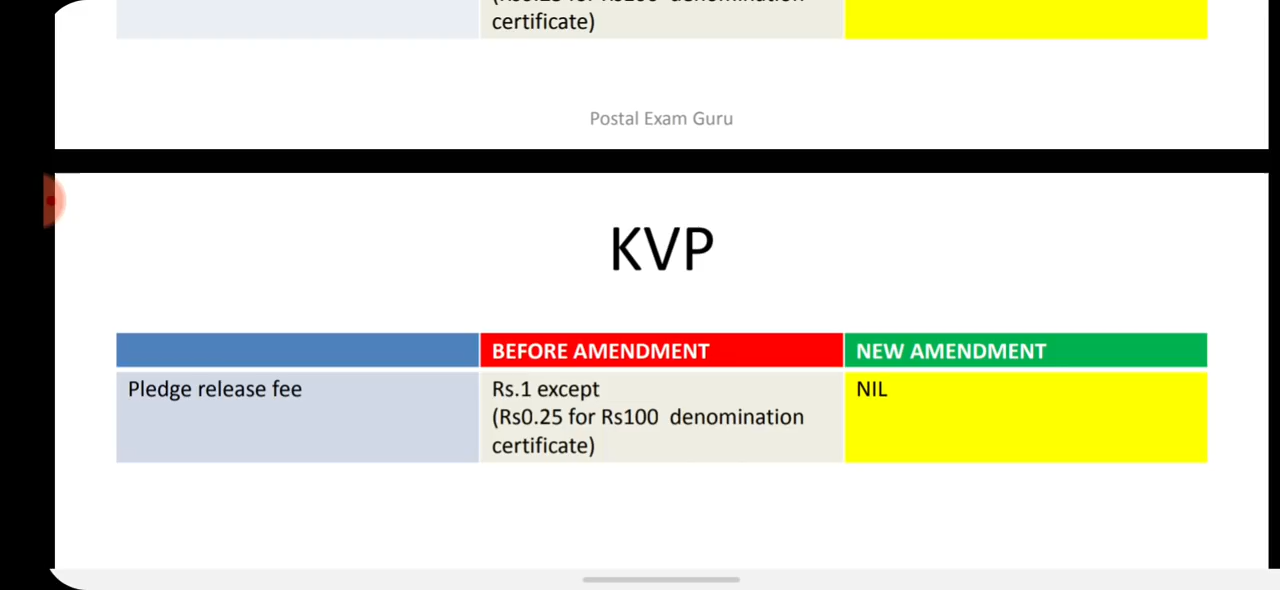 certificate)
Postal Exam Guru
KVP
BEFORE AMENDMENT
NEW AMENDMENT
Pledge release fee
Rs.1 except
(Rs0.25 for Rs100 denomination
certificate)
NIL